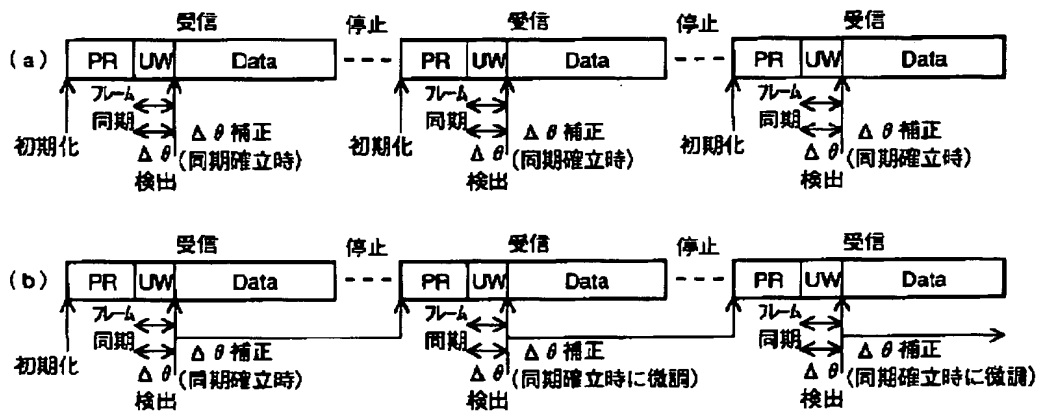 受信 停止 受信 停止 受信
(a) PR UW Data PR UW Data PR UW Data
フレーム フレーム フレーム
同期 Δθ補正 同期 Δθ補正 同期 Δθ補正
初期化 初期化 初期化
Δθ (同期確立時) Δθ (同期確立時) Δθ (同期確立時)
検出 検出 検出
受信 停止 受信 停止 受信
(b) PR UW Data PR UW Data PR UW Data
フレーム フレーム フレーム
同期 Δθ補正 同期 Δθ補正 同期 Δθ補正
初期化
Δθ (同期確立時) Δθ (同期確立時に微調) Δθ (同期確立時に微調)
検出 検出 検出